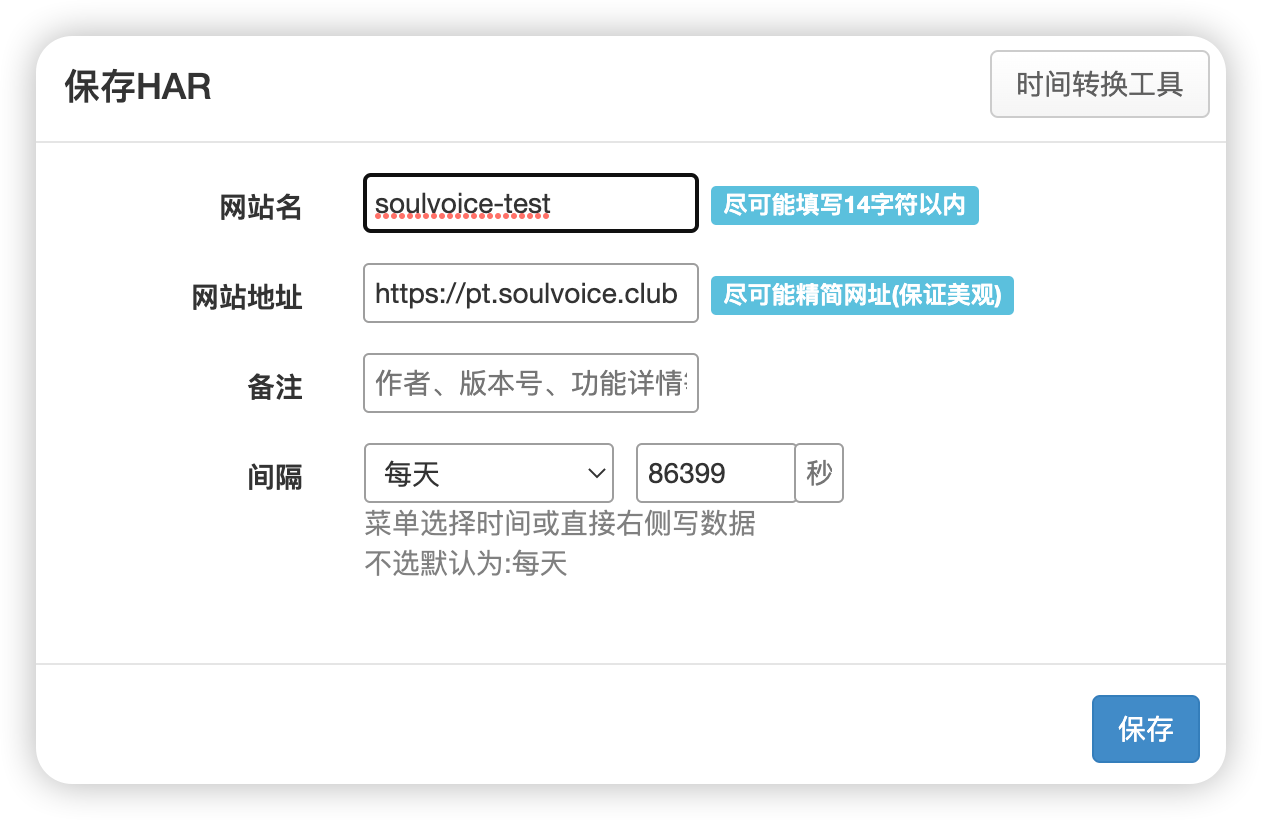 保存HAR
时间转换工具
网站名
soulvoice-test
尽可能填写14字符以内
网站地址
https://pt.soulvoice.club
尽可能精简网址(保证美观)
备注
作者、版本号、功能详情
间隔
每天
86399
秒
菜单选择时间或直接右侧写数据
不选默认为:每天
保存